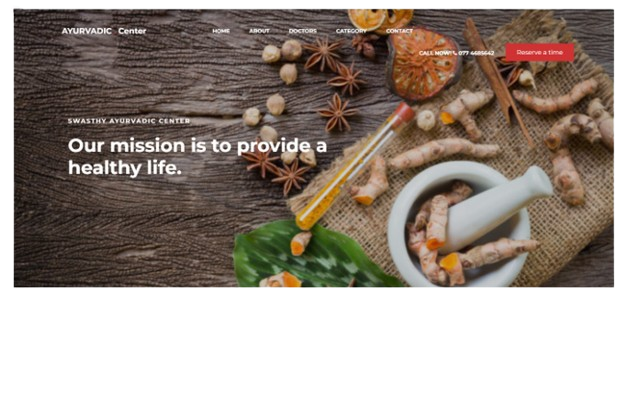 AYURVADIC Center
HOME ABOUT DOCTORS CATEGORY CONTACT
CALL NOW! 077 4685642
Reserve a time
SWASTHY AYURVADIC CENTER
Our mission is to provide a
healthy life.